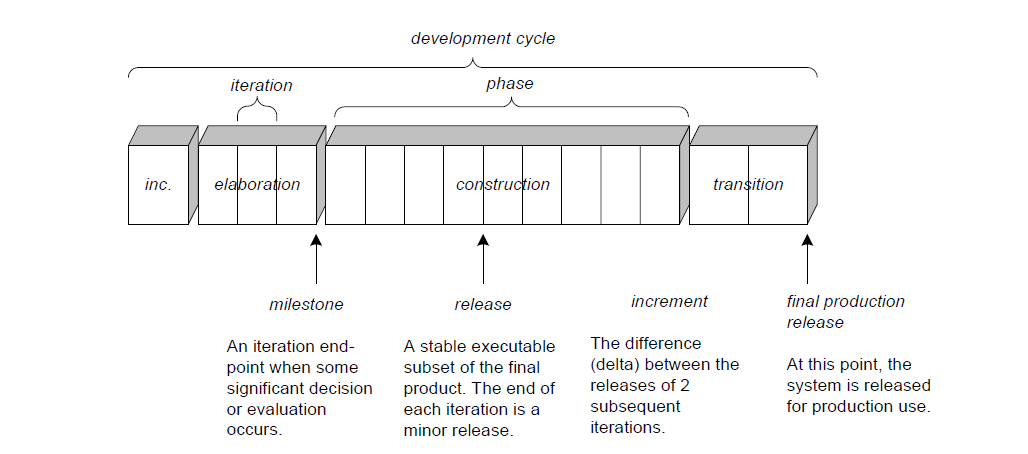 development cycle
iteration
phase
inc.
elaboration
construction
transition
milestone
An iteration end-
point when some
significant decision
or evaluation
occurs.
release
A stable executable
subset of the final
product. The end of
each iteration is a
minor release.
increment
The difference
(delta) between the
releases of 2
subsequent
iterations.
final production
release
At this point, the
system is released
for production use.